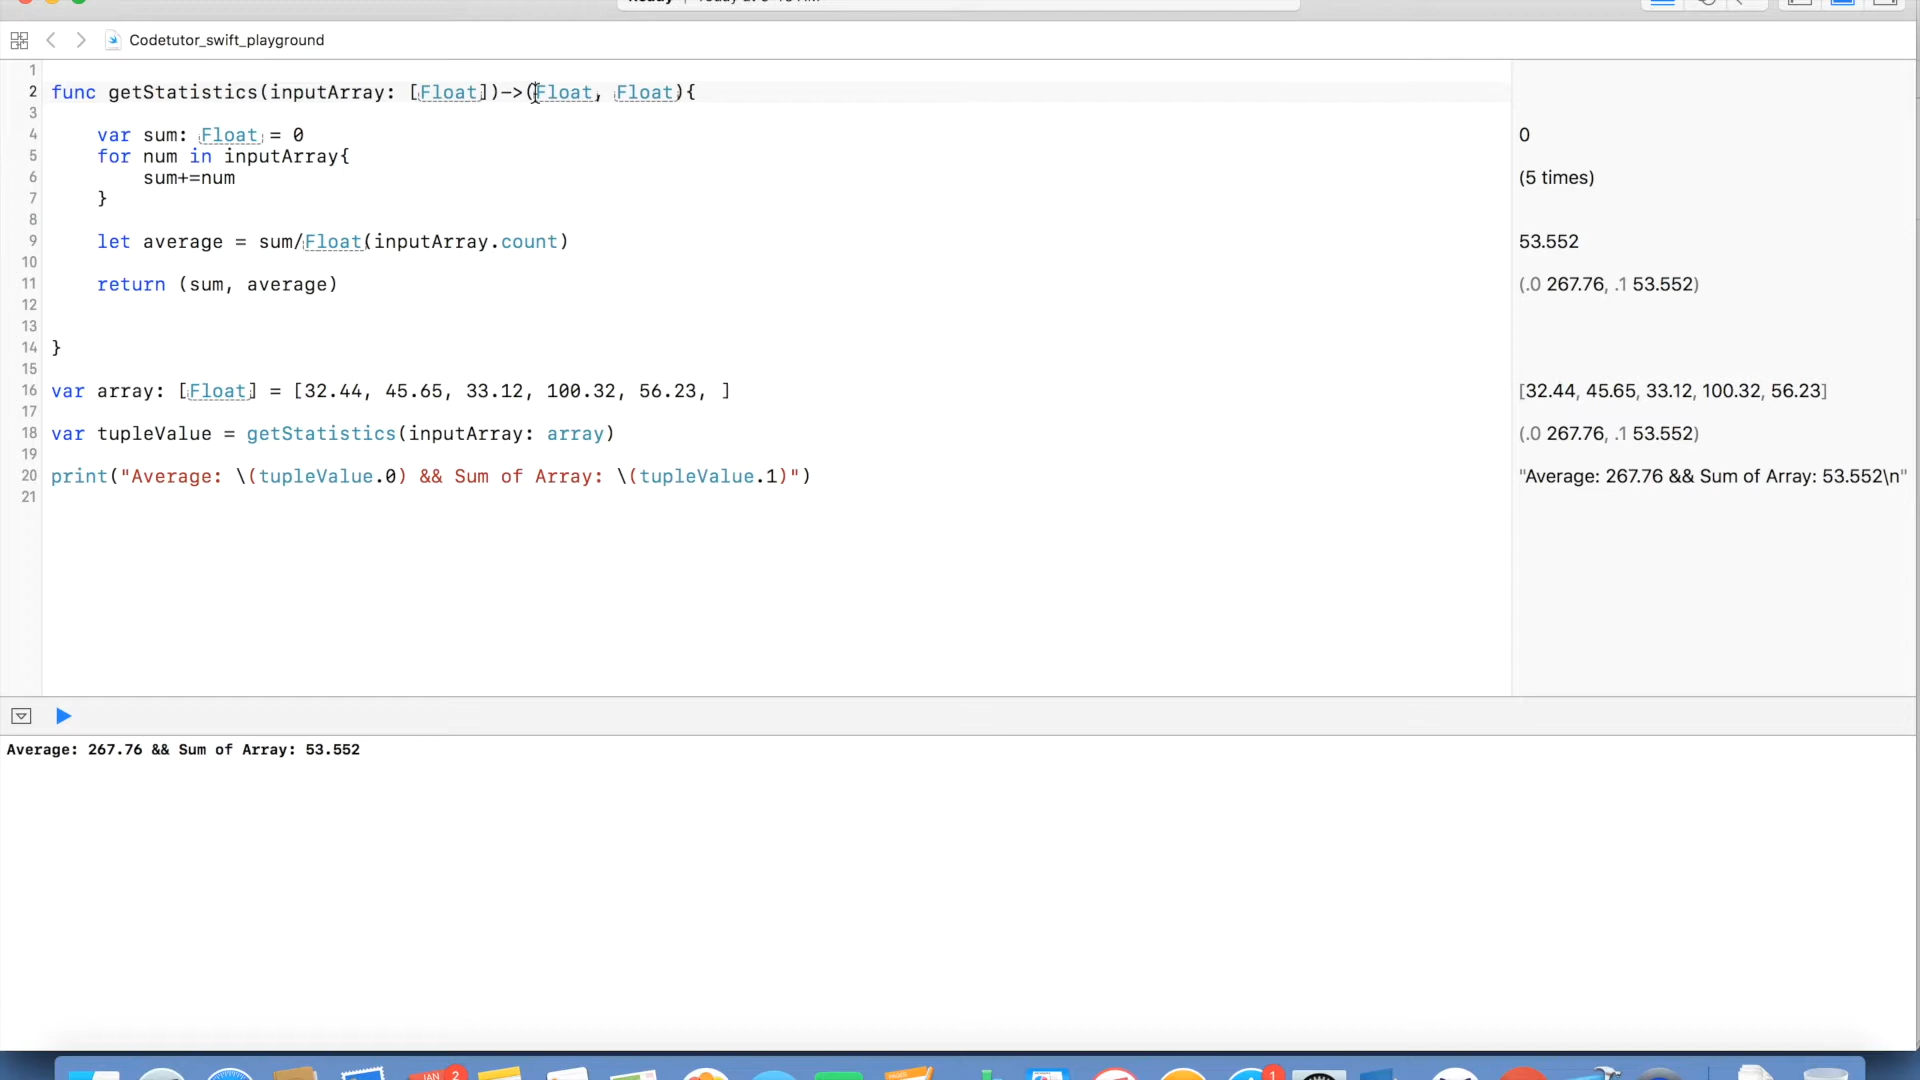 Codetutor_swift_playground
1
2 func getStatistics(inputArray: [Float])->(Float, Float){
3
4 var sum: Float = 0
0
5 for num in inputArray{
6 sum+=num
(5 times)
7 }
8
9 let average = sum/Float(inputArray.count)
53.552
10
11 return (sum, average)
(.0 267.76, .1 53.552)
12
13
14 }
15
16 var array: [Float] = [32.44, 45.65, 33.12, 100.32, 56.23, ]
[32.44, 45.65, 33.12, 100.32, 56.23]
17
18 var tupleValue = getStatistics(inputArray: array)
(.0 267.76, .1 53.552)
19
20 print("Average: \(tupleValue.0) && Sum of Array: \(tupleValue.1)")
"Average: 267.76 && Sum of Array: 53.552\n"
21
Average: 267.76 && Sum of Array: 53.552
JAN 2
1